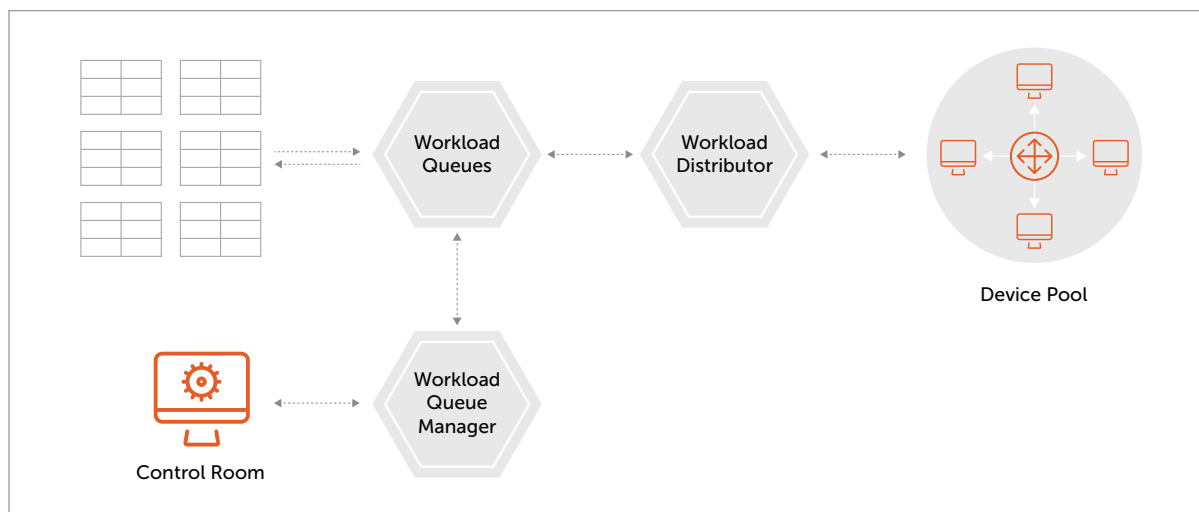 Workload
Queues
Workload
Distributor
Device Pool
Workload
Queue
Manager
Control Room